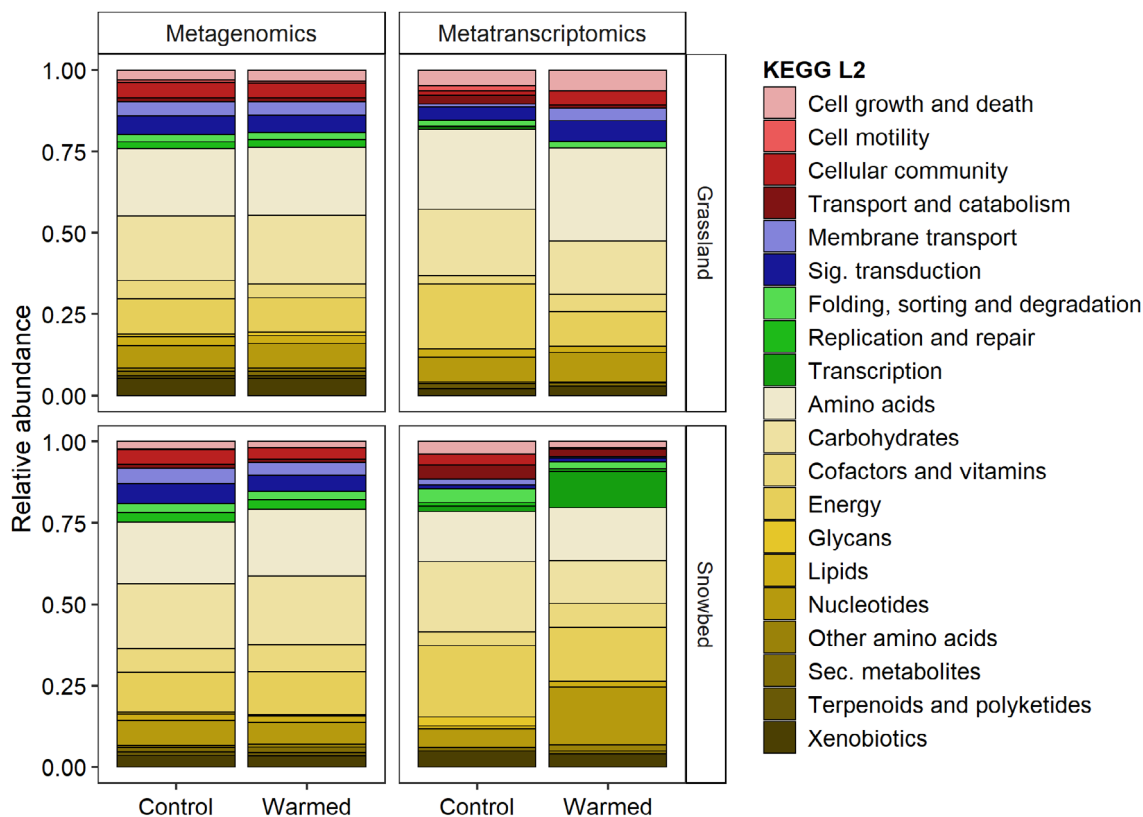 Metagenomics
Metatranscriptomics
1.00
0.75
0.50
0.25
0.00
Grassland
1.00
0.75
0.50
0.25
0.00
Snowbed
Relative abundance
Control
Warmed
Control
Warmed
KEGG L2
Cell growth and death
Cell motility
Cellular community
Transport and catabolism
Membrane transport
Sig. transduction
Folding, sorting and degradation
Replication and repair
Transcription
Amino acids
Carbohydrates
Cofactors and vitamins
Energy
Glycans
Lipids
Nucleotides
Other amino acids
Sec. metabolites
Terpenoids and polyketides
Xenobiotics